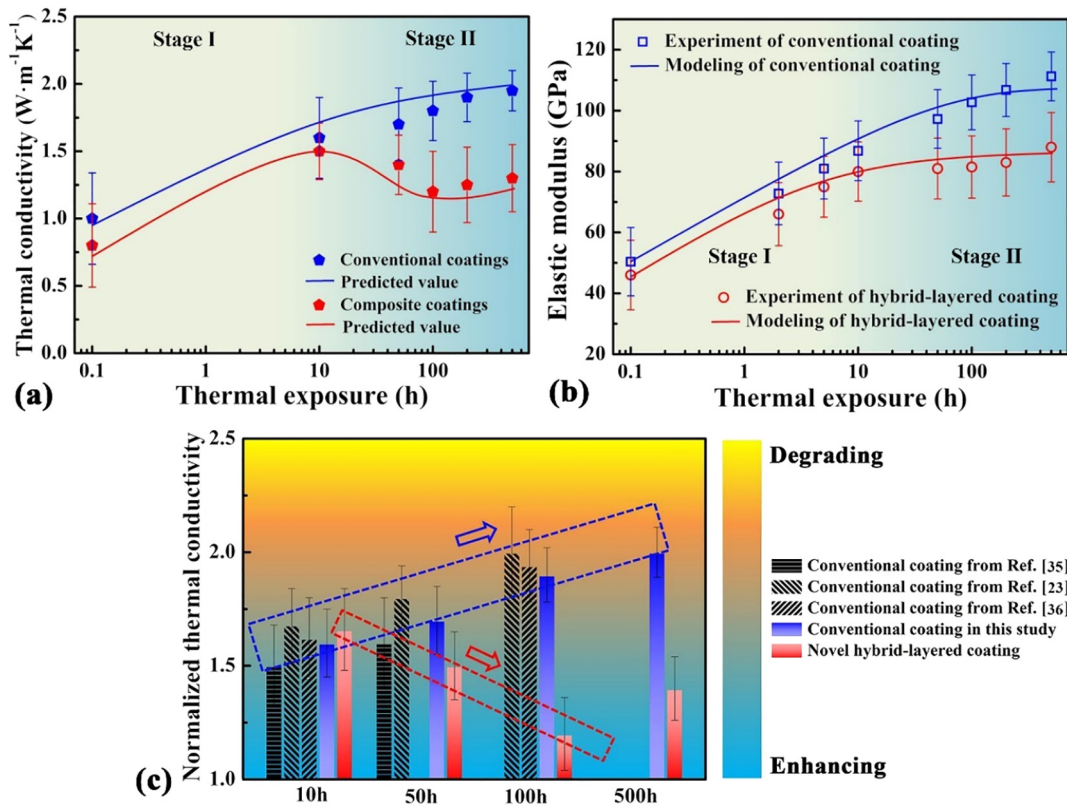 Thermal conductivity (W·m⁻¹K⁻¹)
2.5
2.0
1.5
1.0
0.5
0.0
Stage I
Stage II
Conventional coatings
Predicted value
Composite coatings
Predicted value
0.1 1 10 100
Thermal exposure (h)
(a)
Elastic modulus (GPa)
120
100
80
60
40
20
Experiment of conventional coating
Modeling of conventional coating
Stage I
Stage II
Experiment of hybrid-layered coating
Modeling of hybrid-layered coating
0.1 1 10 100
Thermal exposure (h)
(b)
Normalized thermal conductivity
2.5
2.0
1.5
1.0
10h 50h 100h 500h
(c)
Degrading
Enhancing
Conventional coating from Ref. [35]
Conventional coating from Ref. [23]
Conventional coating from Ref. [36]
Conventional coating in this study
Novel hybrid-layered coating